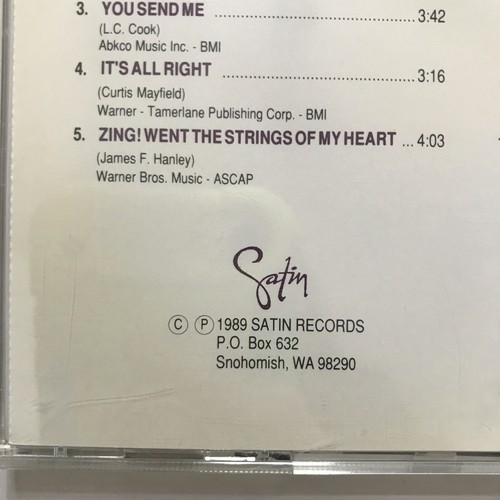 3. YOU SEND ME ........................................ 3:42
(L.C. Cook)
Abkco Music Inc. - BMI
4. IT'S ALL RIGHT ........................................ 3:16
(Curtis Mayfield)
Warner - Tamerlane Publishing Corp. - BMI
5. ZING! WENT THE STRINGS OF MY HEART ... 4:03
(James F. Hanley)
Warner Bros. Music - ASCAP
Satin
Ⓒ Ⓟ 1989 SATIN RECORDS
P.O. Box 632
Snohomish, WA 98290